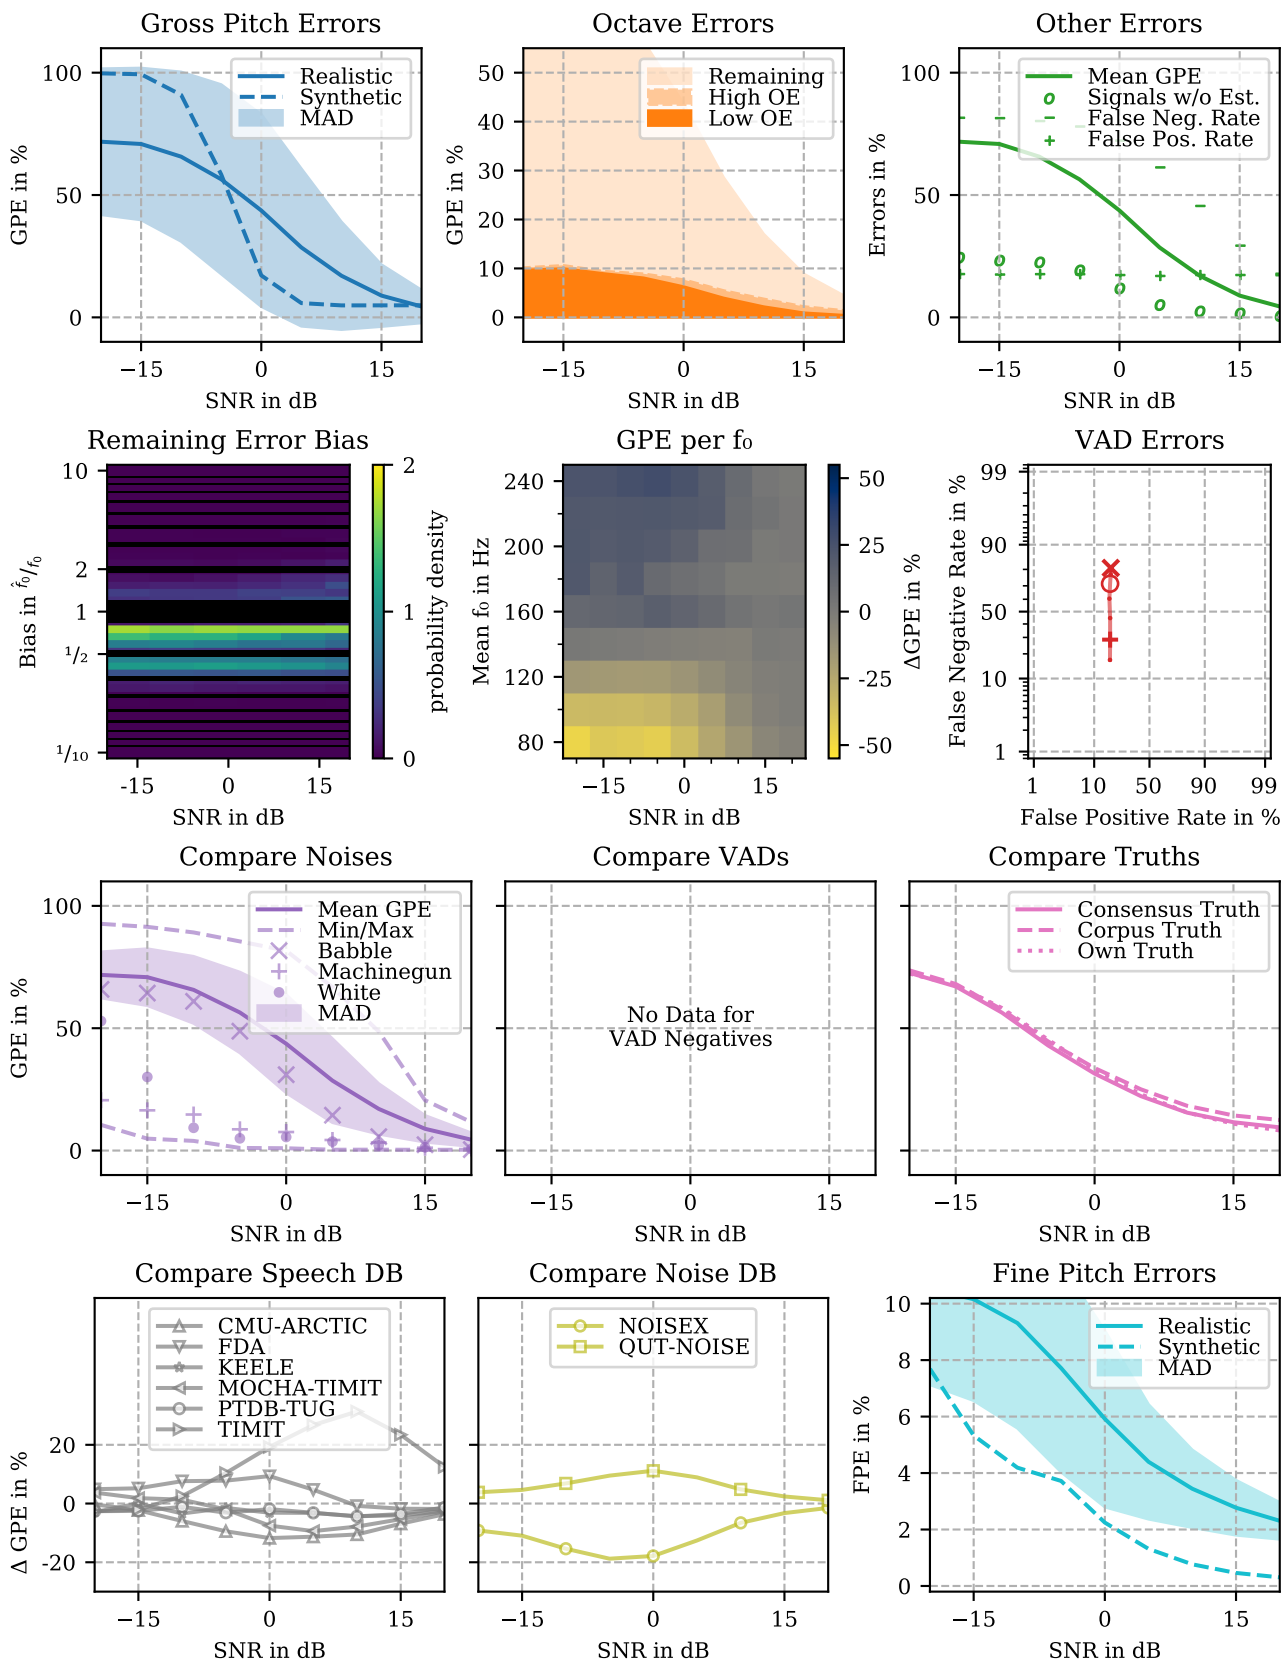 Gross Pitch Errors
GPE in %
100
50
0
Realistic
Synthetic
MAD
−15
0
15
SNR in dB
Octave Errors
GPE in %
50
40
30
20
10
0
Remaining
High OE
Low OE
−15
0
15
SNR in dB
Other Errors
Errors in %
100
50
0
Mean GPE
Signals w/o Est.
False Neg. Rate
False Pos. Rate
−15
0
15
SNR in dB
Remaining Error Bias
Bias in f̂₀/f₀
10
2
1
1/2
1/10
-15
0
15
SNR in dB
2
1
0
probability density
GPE per f₀
Mean f₀ in Hz
240
200
160
120
80
−15
0
15
SNR in dB
50
25
0
-25
-50
ΔGPE in %
VAD Errors
False Negative Rate in %
99
90
50
10
1
1
10
50
90
99
False Positive Rate in %
Compare Noises
GPE in %
100
50
0
Mean GPE
Min/Max
Babble
Machinegun
White
MAD
−15
0
15
SNR in dB
Compare VADs
No Data for
VAD Negatives
−15
0
15
SNR in dB
Compare Truths
Consensus Truth
Corpus Truth
Own Truth
−15
0
15
SNR in dB
Compare Speech DB
Δ GPE in %
20
0
-20
CMU-ARCTIC
FDA
KEELE
MOCHA-TIMIT
PTDB-TUG
TIMIT
−15
0
15
SNR in dB
Compare Noise DB
NOISEX
QUT-NOISE
−15
0
15
SNR in dB
Fine Pitch Errors
FPE in %
10
8
6
4
2
0
Realistic
Synthetic
MAD
−15
0
15
SNR in dB